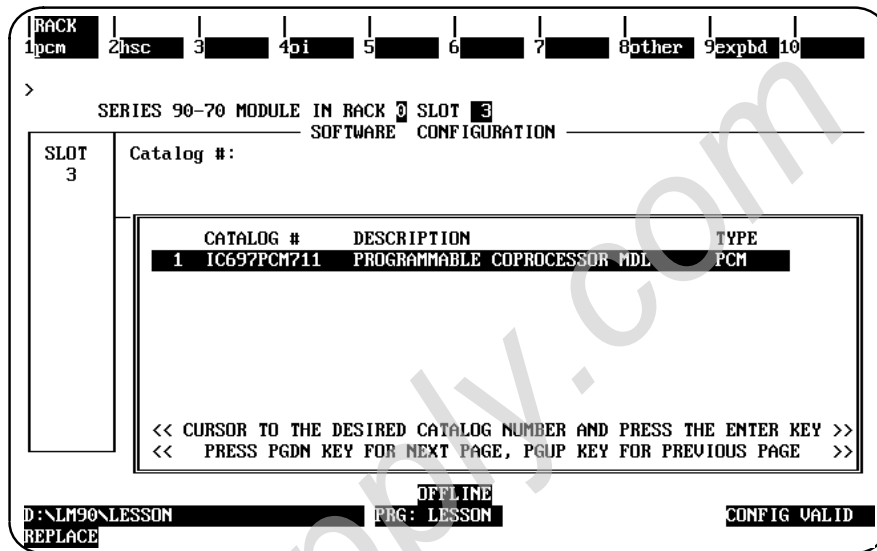 RACK
1pcm 2hsc 3 4oi 5 6 7 8other 9expbd 10
>
SERIES 90-70 MODULE IN RACK 0 SLOT 3
SOFTWARE CONFIGURATION
SLOT Catalog #:
3
CATALOG # DESCRIPTION TYPE
1 IC697PCM711 PROGRAMMABLE COPROCESSOR MDL PCM
<< CURSOR TO THE DESIRED CATALOG NUMBER AND PRESS THE ENTER KEY >>
<< PRESS PGDN KEY FOR NEXT PAGE, PGUP KEY FOR PREVIOUS PAGE >>
OFFLINE
D:\LM90\LESSON PRG: LESSON CONFIG VALID
REPLACE